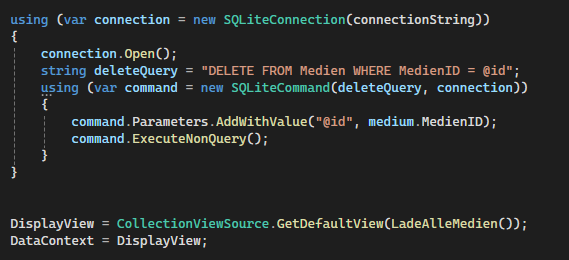 using (var connection = new SQLiteConnection(connectionString))
{
connection.Open();
string deleteQuery = "DELETE FROM Medien WHERE MedienID = @id";
using (var command = new SQLiteCommand(deleteQuery, connection))
{
command.Parameters.AddWithValue("@id", medium.MedienID);
command.ExecuteNonQuery();
}
}
DisplayView = CollectionViewSource.GetDefaultView(LadeAlleMedien());
DataContext = DisplayView;